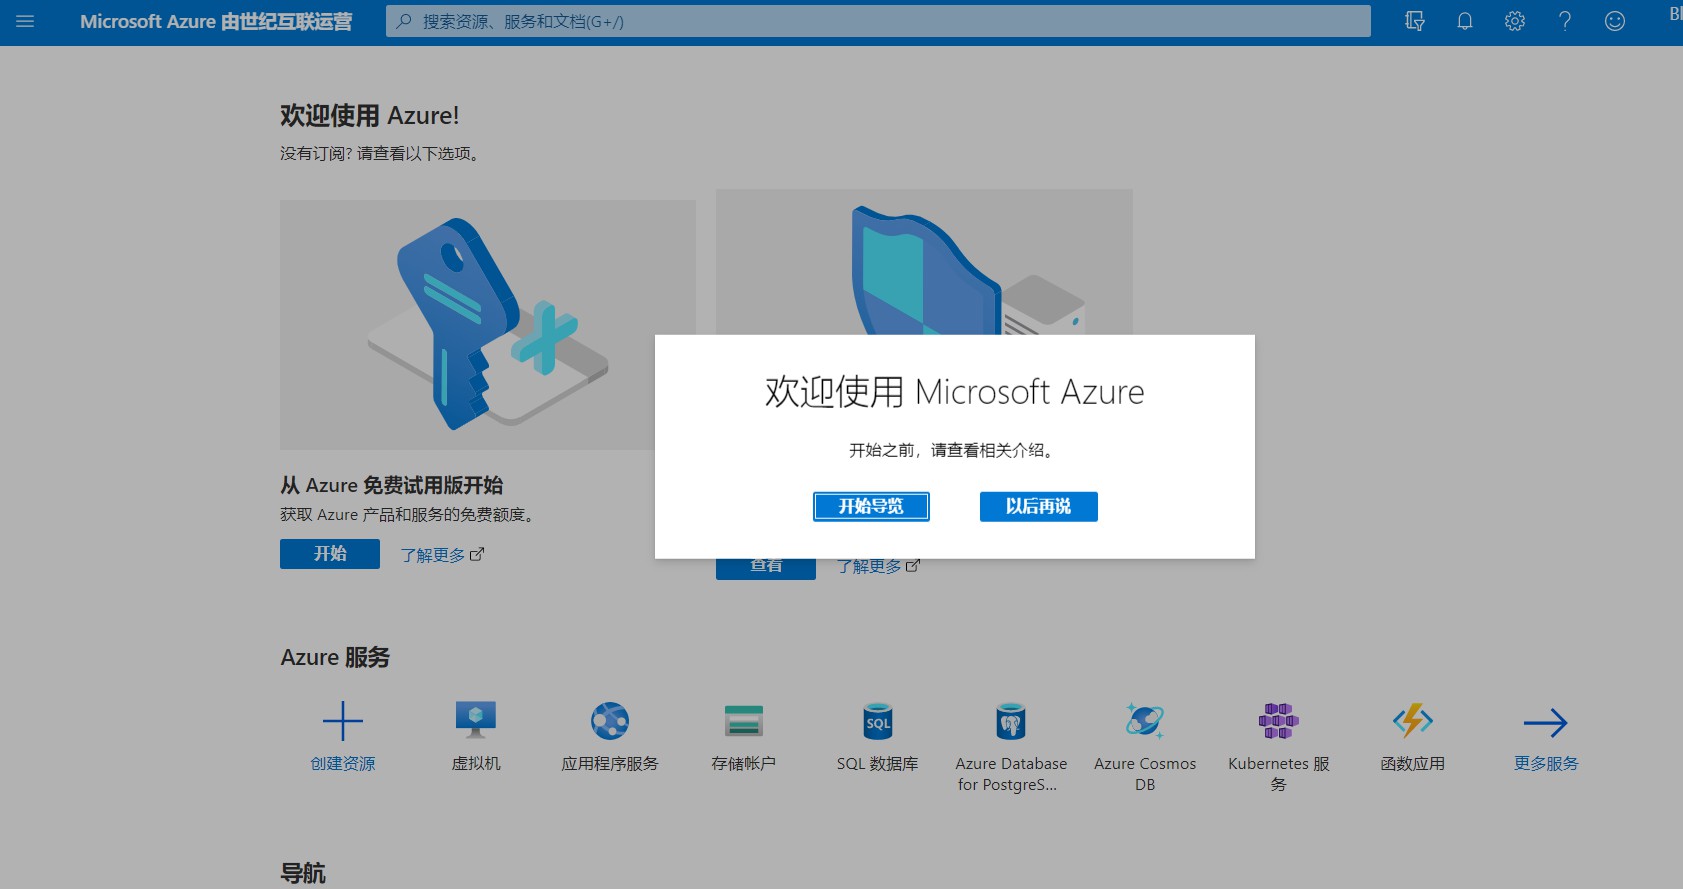 Microsoft Azure 由世纪互联运营
搜索资源、服务和文档(G+/)
欢迎使用 Azure!
没有订阅? 请查看以下选项。
欢迎使用 Microsoft Azure
开始之前，请查看相关介绍。
开始导览
以后再说
从 Azure 免费试用版开始
获取 Azure 产品和服务的免费额度。
开始
了解更多
查看
了解更多
Azure 服务
创建资源
虚拟机
应用程序服务
存储帐户
SQL
SQL 数据库
Azure Database
for PostgreS...
Azure Cosmos
DB
Kubernetes 服
务
函数应用
更多服务
导航